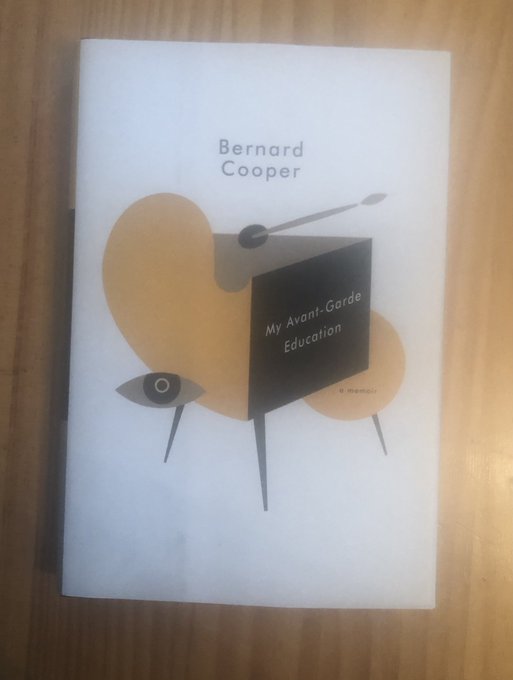 Bernard
Cooper
My Avant-Garde
Education
a memoir